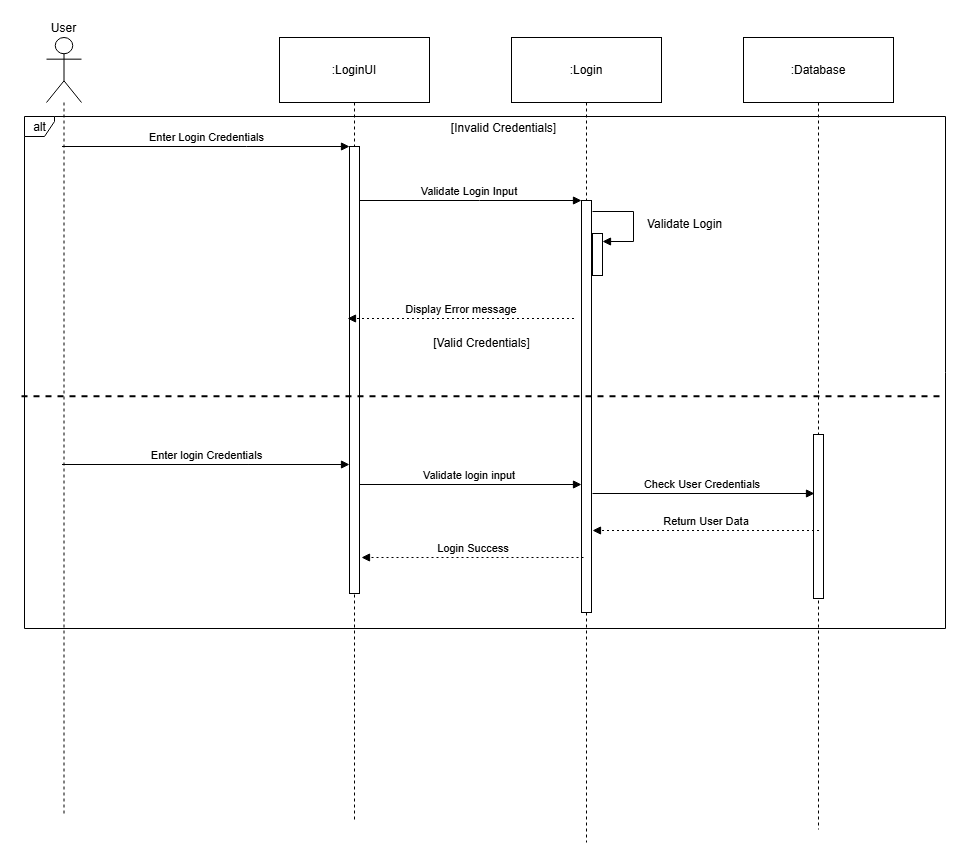 User
:LoginUI
:Login
:Database
alt
[Invalid Credentials]
Enter Login Credentials
Validate Login Input
Validate Login
Display Error message
[Valid Credentials]
Enter login Credentials
Validate login input
Check User Credentials
Return User Data
Login Success